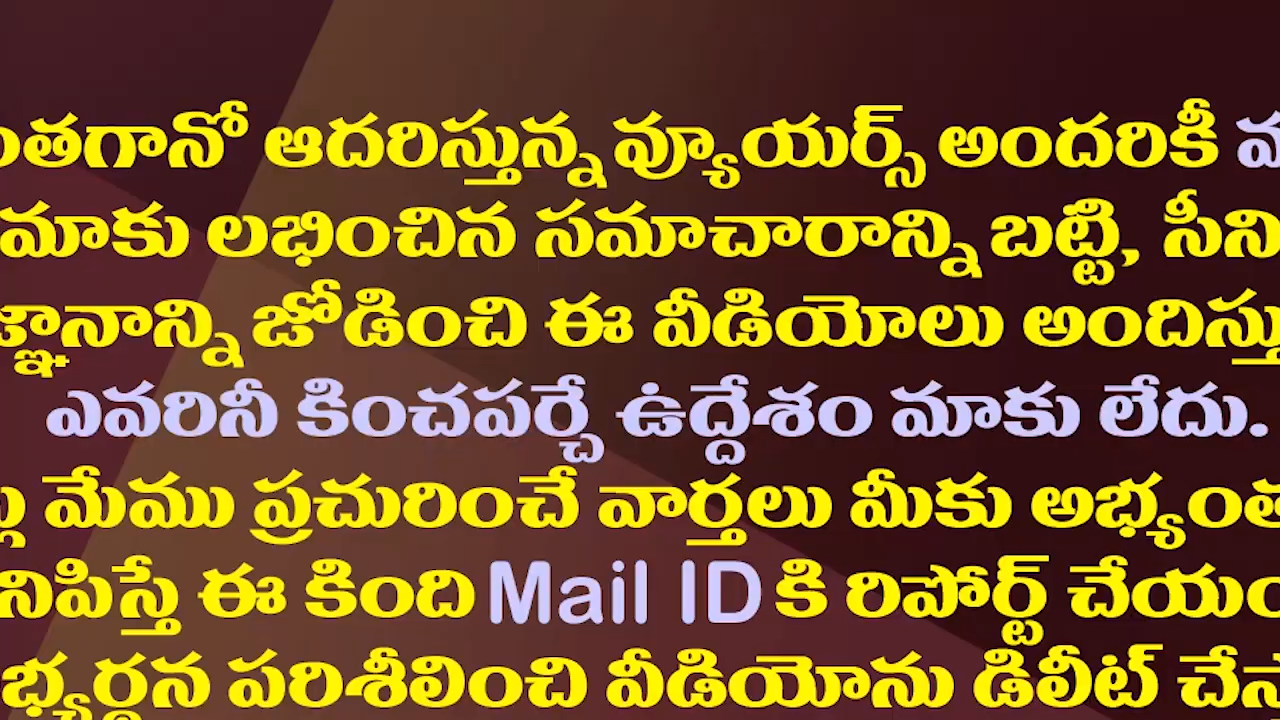 ంతగానో ఆదరిస్తున్న వ్యూయర్స్ అందరికీ
మాకు లభించిన సమాచారాన్ని బట్టి, సీని
జ్ఞానాన్ని జోడించి ఈ వీడియోలు అందిస్తు
ఎవరినీ కించపర్చే ఉద్దేశం మాకు లేదు.
మేము ప్రచురించే వార్తలు మీకు అభ్యంత
నిపిస్తే ఈ కింది Mail ID కి రిపోర్ట్ చేయం
భ్యర్థన పరిశీలించి వీడియోను డిలీట్ చేస